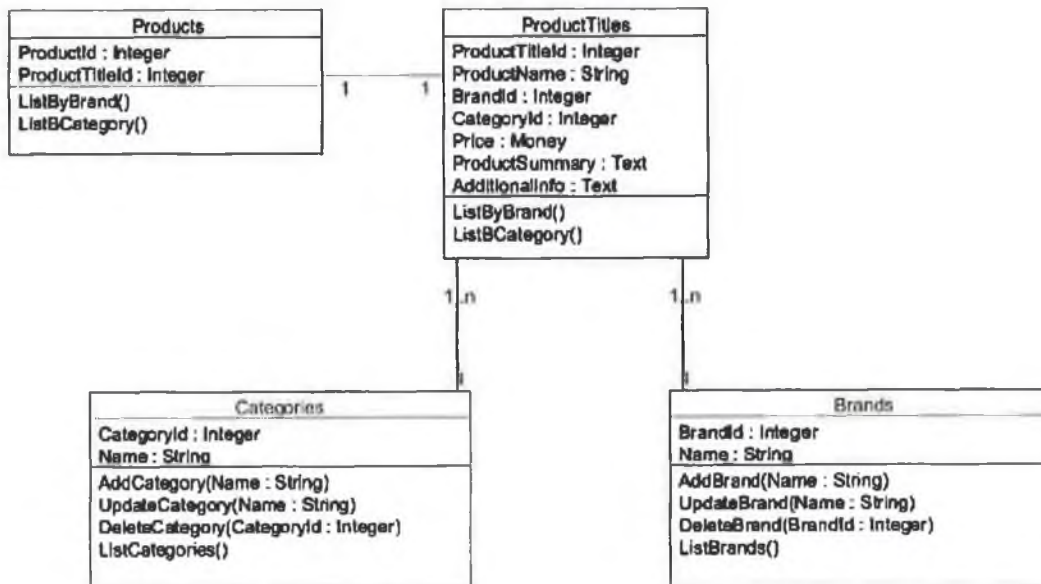 Products
ProductId : Integer
ProductTitleId : Integer
ListByBrand()
ListBCategory()
1
1
ProductTitles
ProductTitleId : Integer
ProductName : String
BrandId : Integer
CategoryId : Integer
Price : Money
ProductSummary : Text
AdditionalInfo : Text
ListByBrand()
ListBCategory()
1..n
1..n
1
1
Categories
CategoryId : Integer
Name : String
AddCategory(Name : String)
UpdateCategory(Name : String)
DeleteCategory(CategoryId : Integer)
ListCategories()
Brands
BrandId : Integer
Name : String
AddBrand(Name : String)
UpdateBrand(Name : String)
DeleteBrand(BrandId : Integer)
ListBrands()